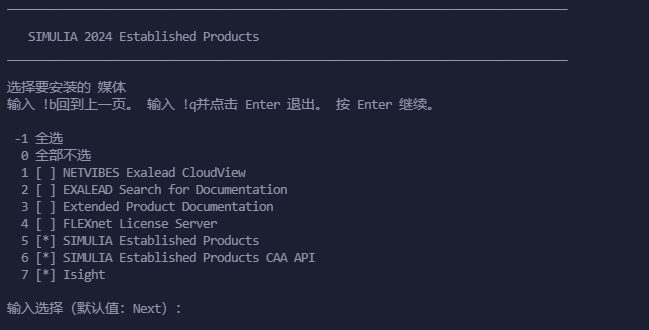 SIMULIA 2024 Established Products
选择要安装的 媒体
输入 !b回到上一页。 输入 !q并点击 Enter 退出。 按 Enter 继续。
-1 全选
0 全部不选
1 [ ] NETVIBES Exalead CloudView
2 [ ] EXALEAD Search for Documentation
3 [ ] Extended Product Documentation
4 [ ] FLEXnet License Server
5 [*] SIMULIA Established Products
6 [*] SIMULIA Established Products CAA API
7 [*] Isight
输入选择 (默认值: Next) :